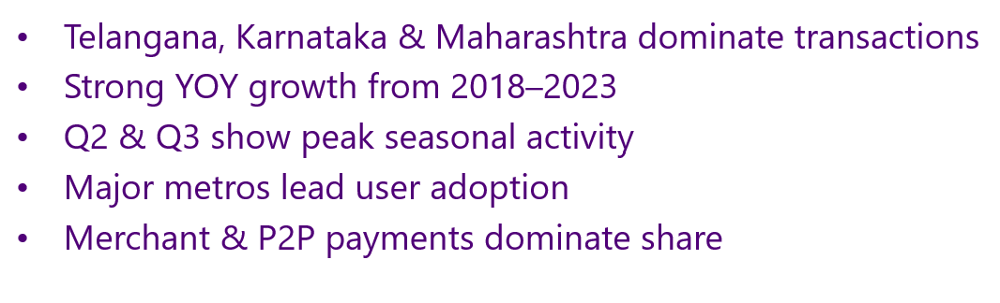 • Telangana, Karnataka & Maharashtra dominate transactions
• Strong YOY growth from 2018–2023
• Q2 & Q3 show peak seasonal activity
• Major metros lead user adoption
• Merchant & P2P payments dominate share